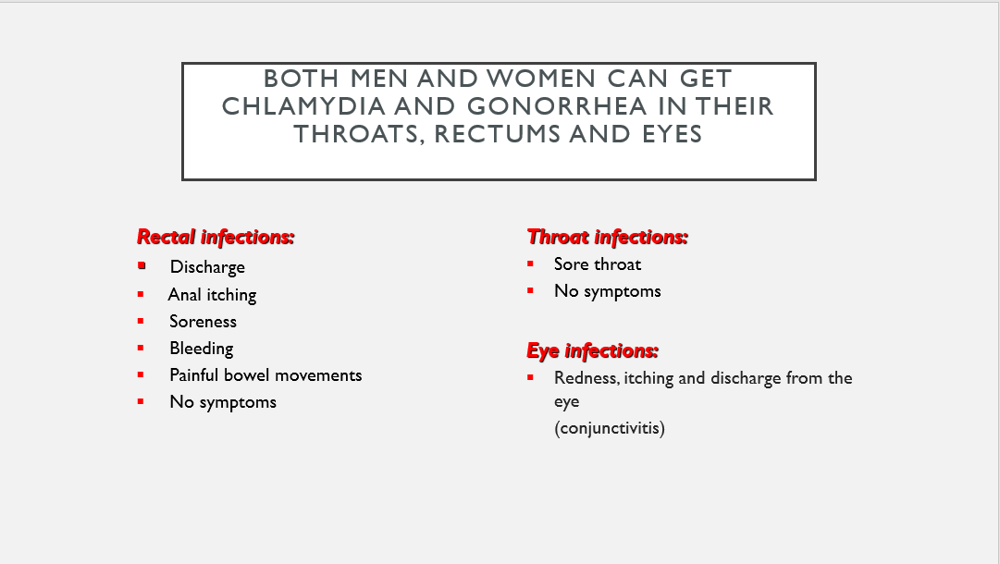 BOTH MEN AND WOMEN CAN GET
CHLAMYDIA AND GONORRHEA IN THEIR
THROATS, RECTUMS AND EYES
Rectal infections:
▪ Discharge
▪ Anal itching
▪ Soreness
▪ Bleeding
▪ Painful bowel movements
▪ No symptoms
Throat infections:
▪ Sore throat
▪ No symptoms
Eye infections:
▪ Redness, itching and discharge from the
eye
(conjunctivitis)